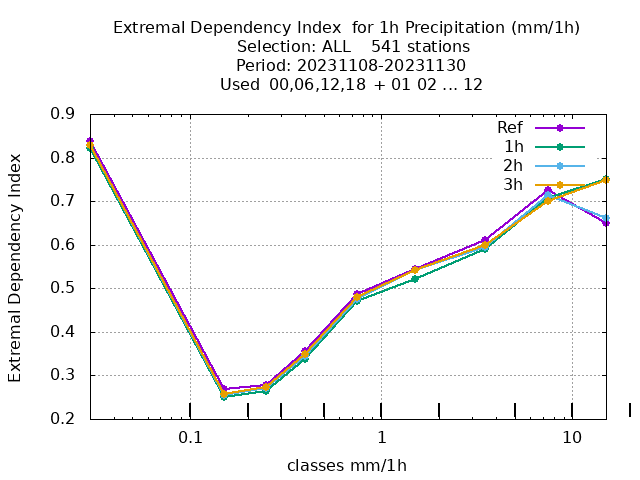 Extremal Dependency Index  for 1h Precipitation (mm/1h)
Selection: ALL    541 stations
Period: 20231108-20231130
Used  00,06,12,18  + 01 02 ... 12
Extremal Dependency Index
0.9
0.8
0.7
0.6
0.5
0.4
0.3
0.2
Ref
1h
2h
3h
0.1
1
10
classes mm/1h